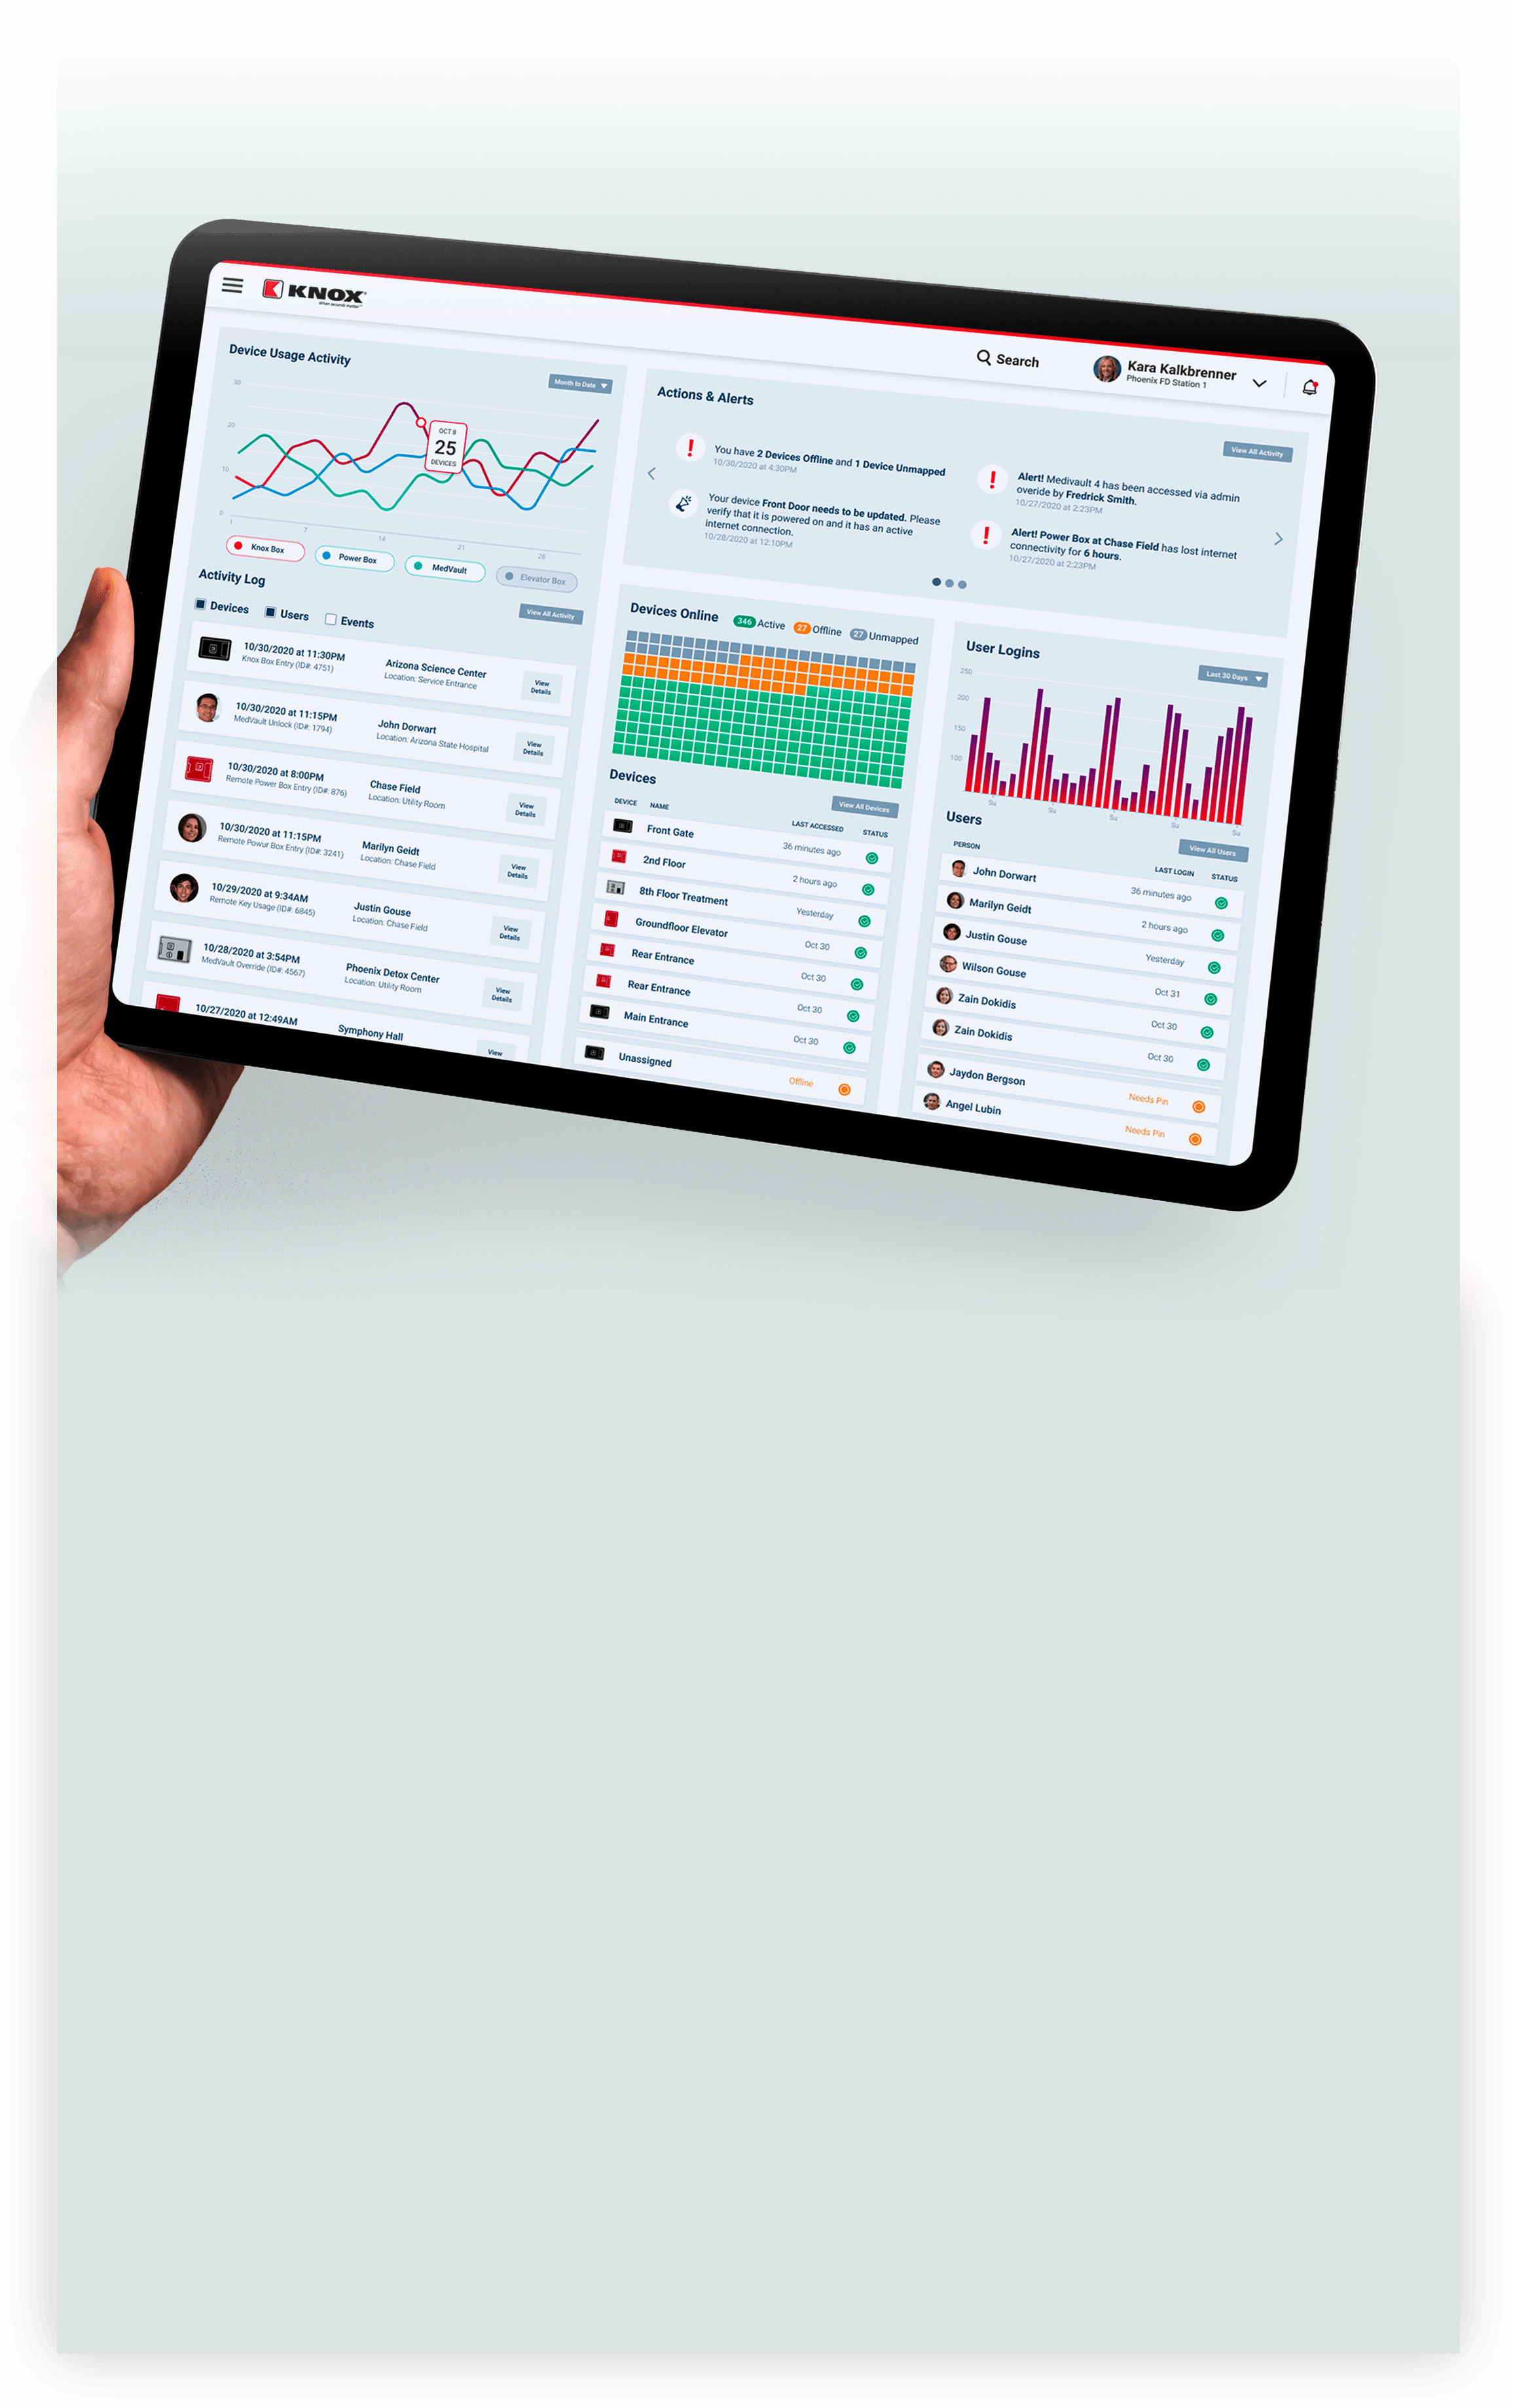 KNOX®
When seconds matter™
Search
Kara Kalkbrenner
Phoenix FD Station 1
Device Usage Activity
Month to Date
30
20
10
0
OCT 8
25
DEVICES
1
7
14
21
28
Knox Box
Power Box
MedVault
Elevator Box
Activity Log
View All Activity
Devices
Users
Events
10/30/2020 at 11:30PM
Knox Box Entry (ID#: 4751)
Arizona Science Center
Location: Service Entrance
View
Details
10/30/2020 at 11:15PM
MedVault Unlock (ID#: 1794)
John Dorwart
Location: Arizona State Hospital
View
Details
10/30/2020 at 8:00PM
Remote Power Box Entry (ID#: 876)
Chase Field
Location: Utility Room
View
Details
10/30/2020 at 11:15PM
Remote Powur Box Entry (ID#: 3241)
Marilyn Geidt
Location: Chase Field
View
Details
10/29/2020 at 9:34AM
Remote Key Usage (ID#: 6845)
Justin Gouse
Location: Chase Field
View
Details
10/28/2020 at 3:54PM
MedVault Override (ID#: 4567)
Phoenix Detox Center
Location: Utility Room
View
Details
10/27/2020 at 12:49AM
Symphony Hall
View
Actions & Alerts
View All Activity
You have 2 Devices Offline and 1 Device Unmapped
10/30/2020 at 4:30PM
Your device Front Door needs to be updated. Please
verify that it is powered on and it has an active
internet connection.
10/28/2020 at 12:10PM
Alert! Medivault 4 has been accessed via admin
overide by Fredrick Smith.
10/27/2020 at 2:23PM
Alert! Power Box at Chase Field has lost internet
connectivity for 6 hours.
10/27/2020 at 2:23PM
Devices Online
346 Active
27 Offline
27 Unmapped
Devices
View All Devices
DEVICE NAME LAST ACCESSED STATUS
Front Gate 36 minutes ago
2nd Floor 2 hours ago
8th Floor Treatment Yesterday
Groundfloor Elevator Oct 30
Rear Entrance Oct 30
Rear Entrance Oct 30
Main Entrance Oct 30
Unassigned Offline
User Logins
Last 30 Days
250
200
150
100
Su
Su
Su
Su
Su
Users
View All Users
PERSON LAST LOGIN STATUS
John Dorwart 36 minutes ago
Marilyn Geidt 2 hours ago
Justin Gouse Yesterday
Wilson Gouse Oct 31
Zain Dokidis Oct 30
Zain Dokidis Oct 30
Jaydon Bergson Needs Pin
Angel Lubin Needs Pin